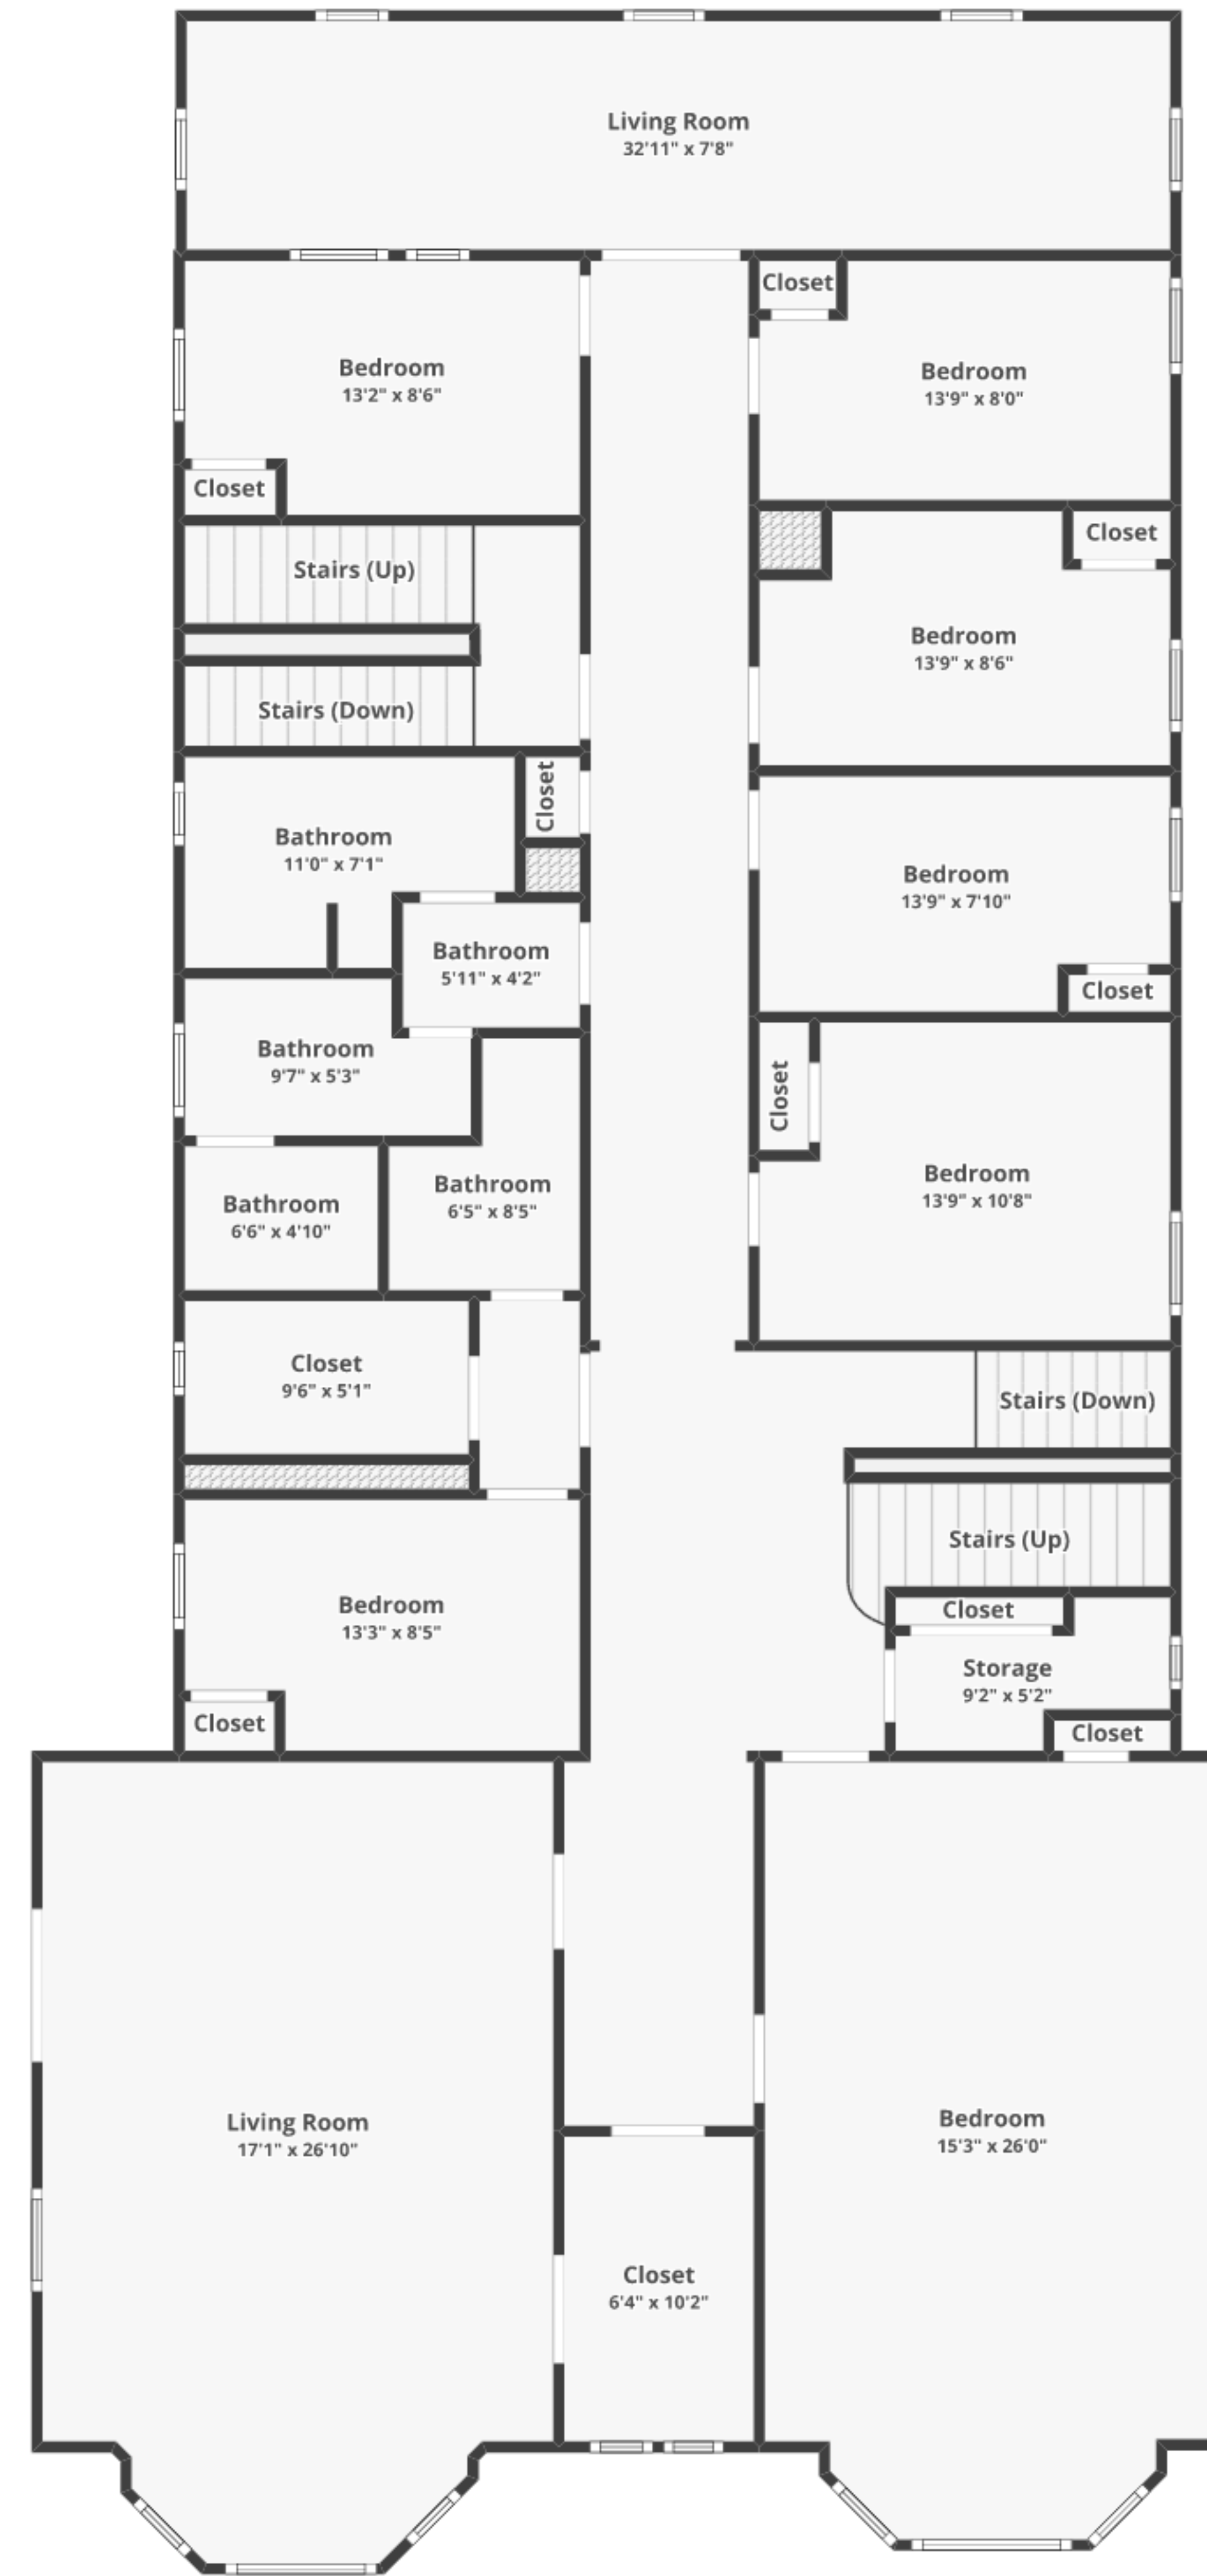 Living Room
32'11" x 7'8"
Closet
Bedroom
13'2" x 8'6"
Bedroom
13'9" x 8'0"
Closet
Stairs (Up)
Closet
Bedroom
13'9" x 8'6"
Stairs (Down)
Closet
Bathroom
11'0" x 7'1"
Bedroom
13'9" x 7'10"
Bathroom
5'11" x 4'2"
Closet
Bathroom
9'7" x 5'3"
Closet
Bedroom
13'9" x 10'8"
Bathroom
6'5" x 8'5"
Bathroom
6'6" x 4'10"
Closet
9'6" x 5'1"
Stairs (Down)
Stairs (Up)
Bedroom
13'3" x 8'5"
Closet
Storage
9'2" x 5'2"
Closet
Closet
Living Room
17'1" x 26'10"
Bedroom
15'3" x 26'0"
Closet
6'4" x 10'2"